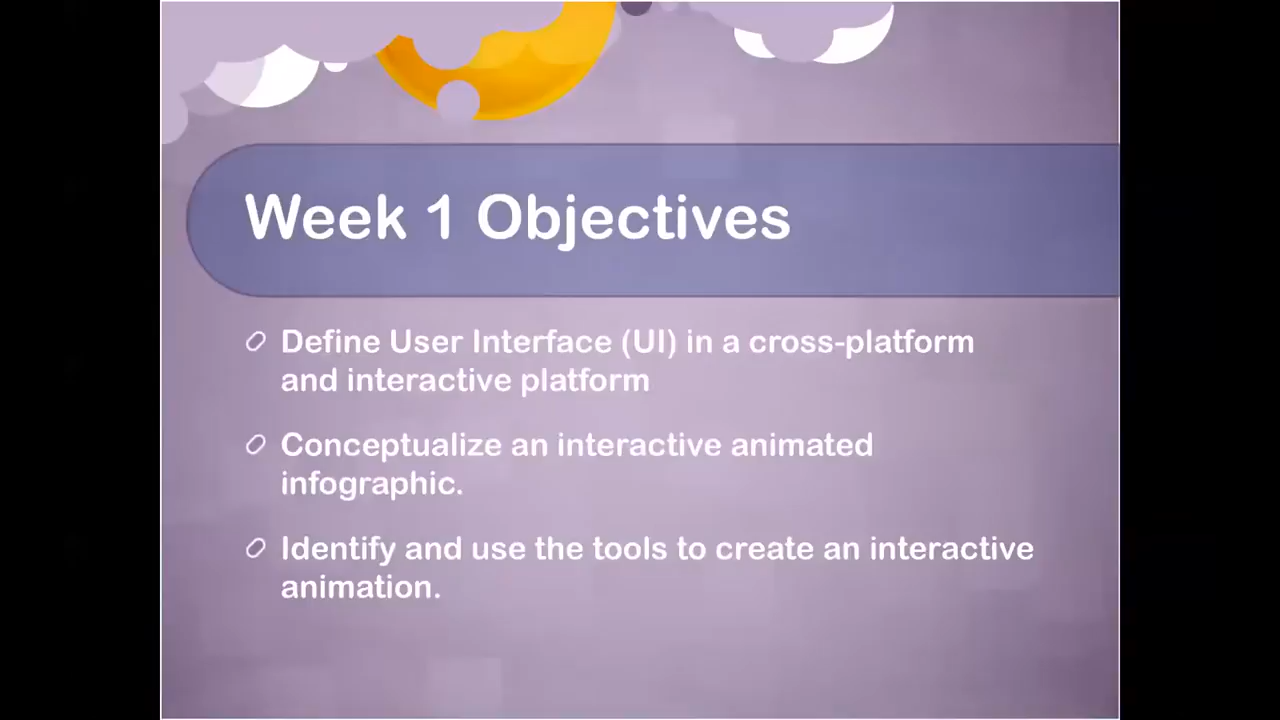 Week 1 Objectives
Define User Interface (UI) in a cross-platform
and interactive platform
Conceptualize an interactive animated
infographic.
Identify and use the tools to create an interactive
animation.